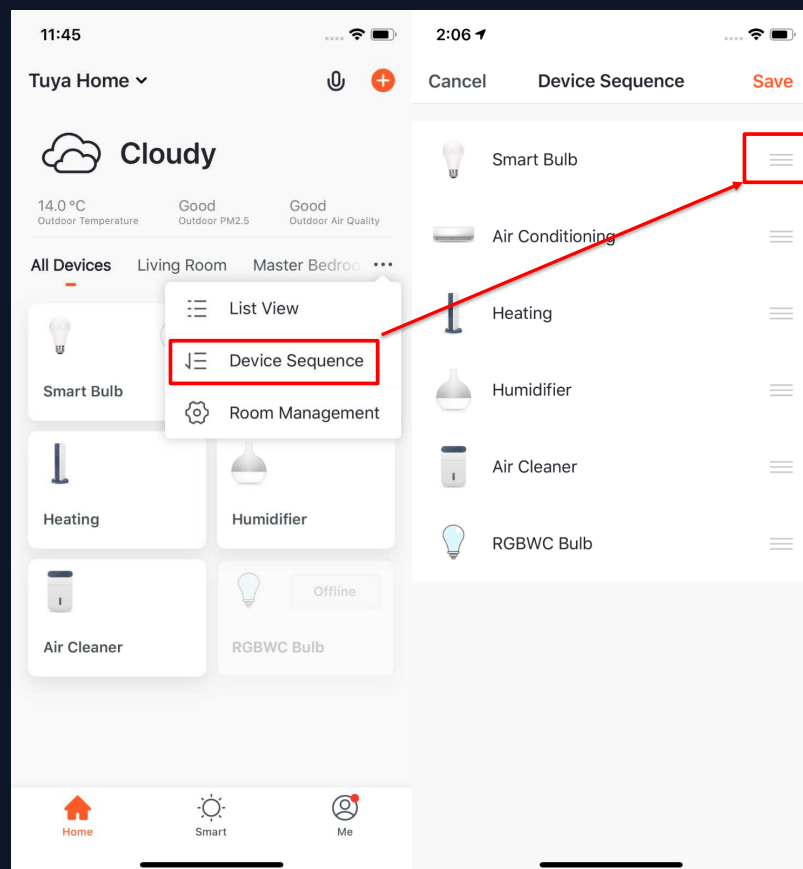 11:45
Tuya Home
Cloudy
14.0 °C
Outdoor Temperature
Good
Outdoor PM2.5
Good
Outdoor Air Quality
All Devices
Living Room
Master Bedroo
List View
Device Sequence
Room Management
Smart Bulb
Heating
Humidifier
Air Cleaner
Offline
RGBWC Bulb
Home
Smart
Me
2:06
Cancel
Device Sequence
Save
Smart Bulb
Air Conditioning
Heating
Humidifier
Air Cleaner
RGBWC Bulb